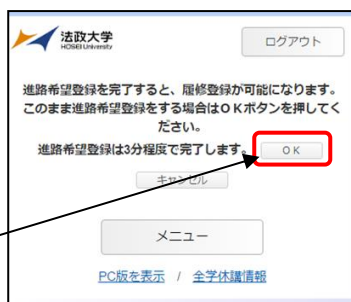 法政大学
HOSEI University
ログアウト
進路希望登録を完了すると、履修登録が可能になります。
このまま進路希望登録をする場合はＯＫボタンを押してく
ださい。
進路希望登録は3分程度で完了します。 ＯＫ
キャンセル
メニュー
PC版を表示 / 全学休講情報